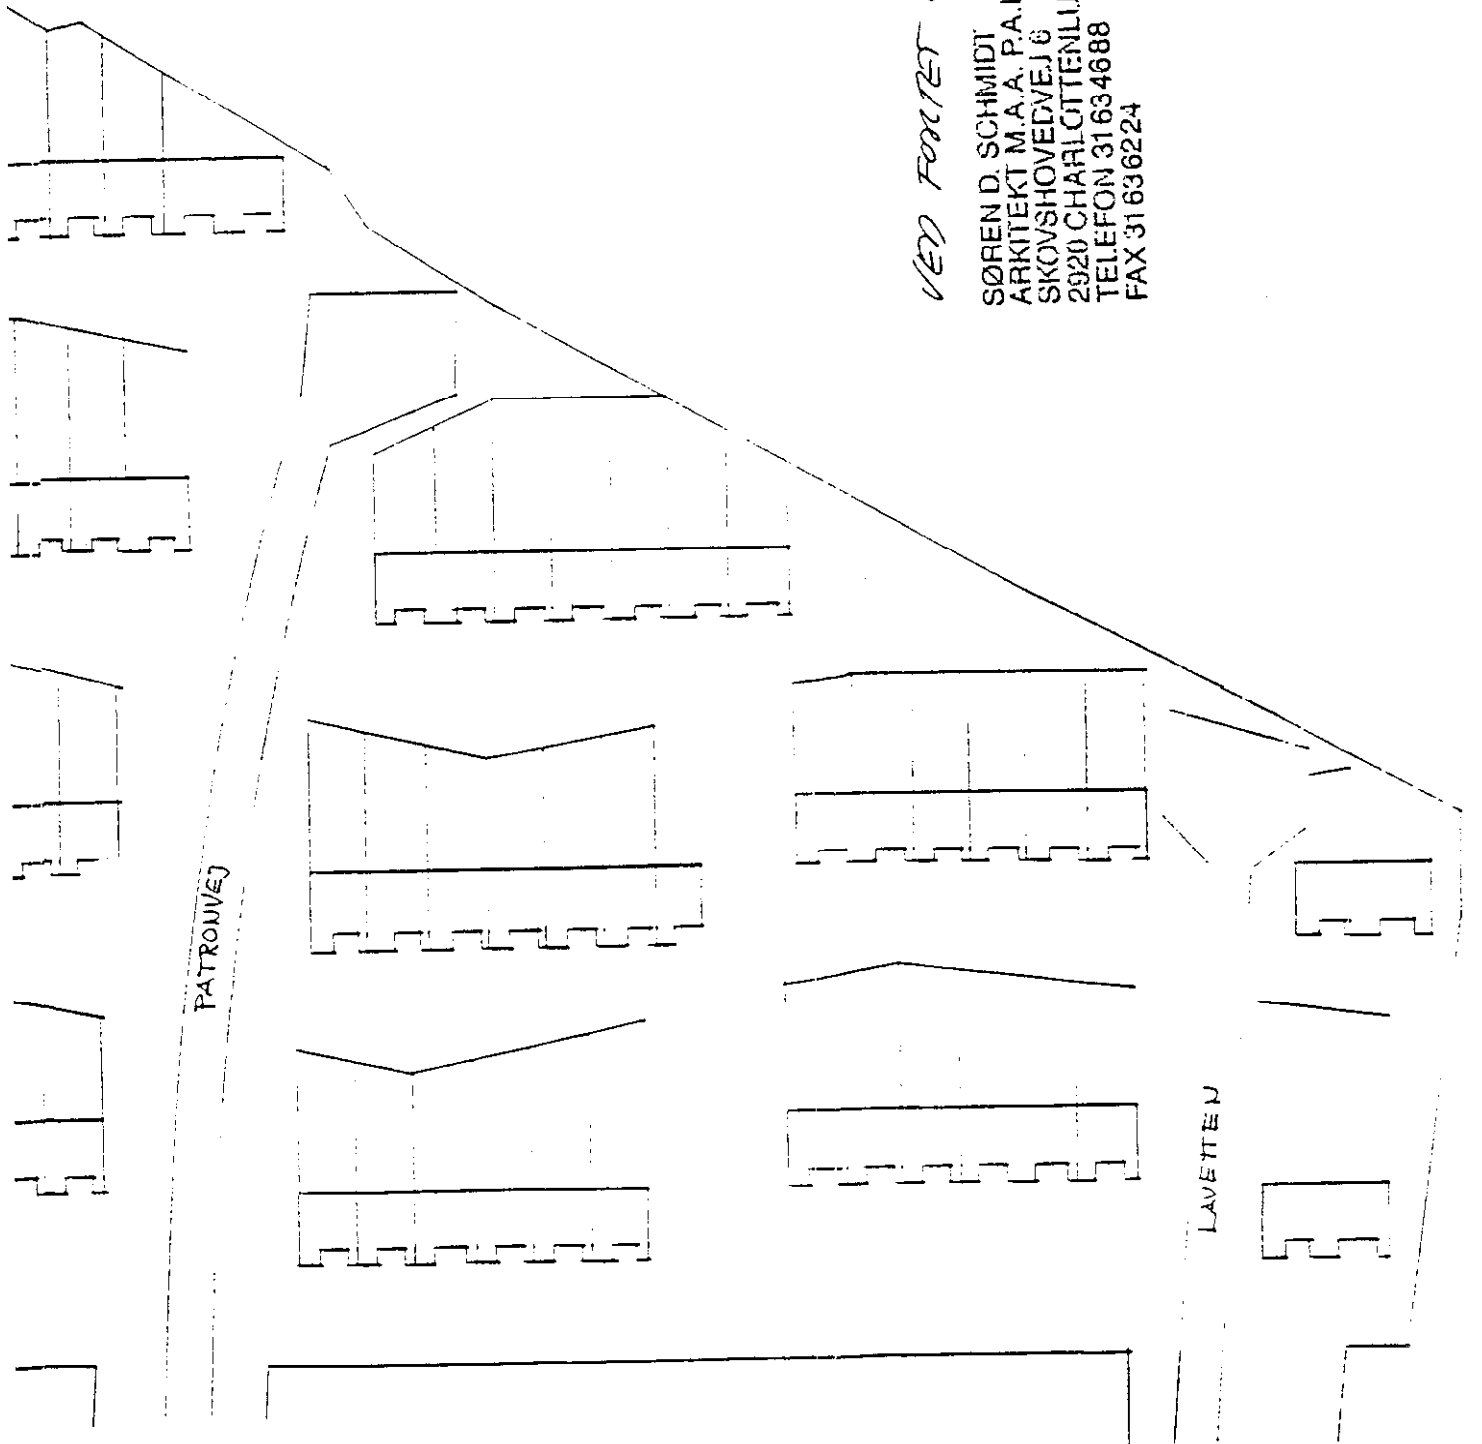 VED FORTET
SØREN D. SCHMIDT
ARKITEKT M.A.A. P.A.
SKOVSHOVEDVEJ 6
2920 CHARLOTTENLU
TELEFON 31634688
FAX 31636224
PATRONVEJ
LAVETTEN